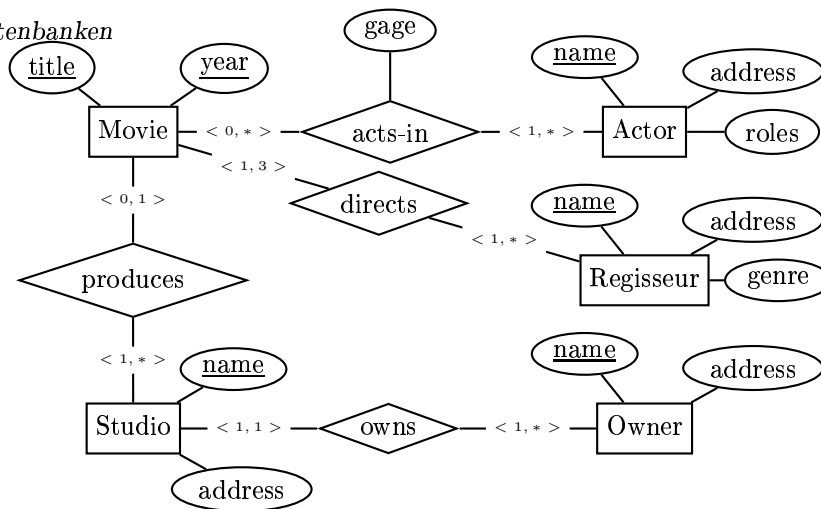 tenbanken
gage
title year name address
Movie < 0, * > acts-in < 1, * > Actor roles
< 1, 3 >
< 0, 1 > directs name address
< 1, * >
produces Regisseur genre
< 1, * > name name address
Studio < 1, 1 > owns < 1, * > Owner
address